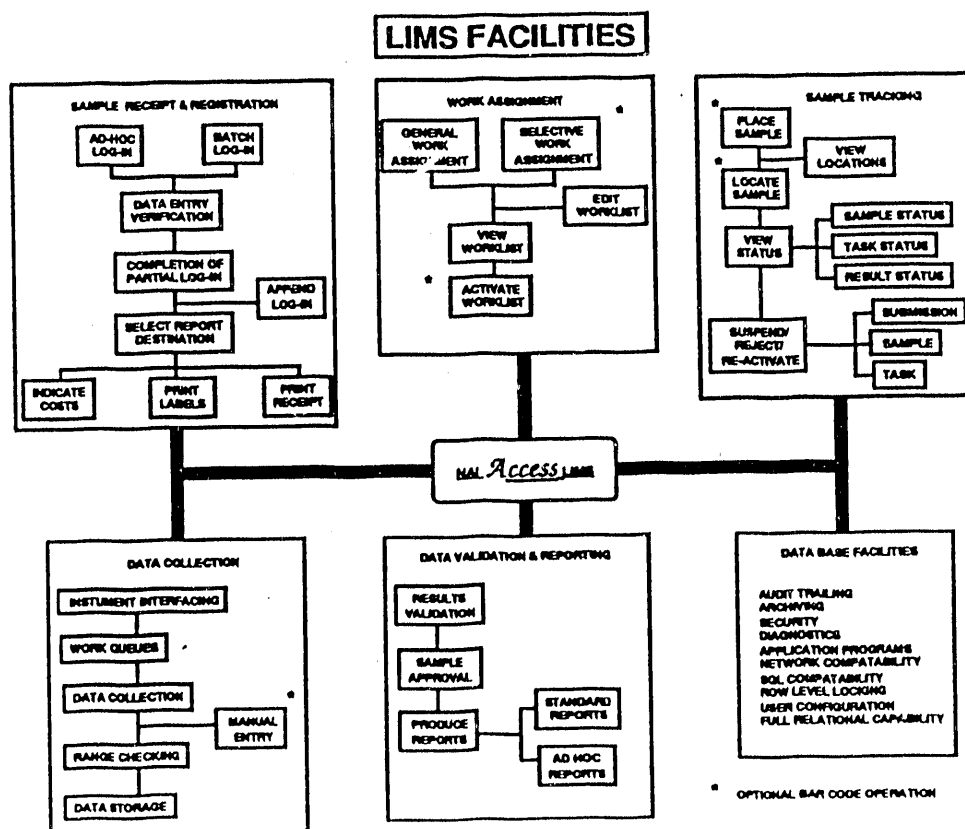 LIMS FACILITIES
SAMPLE RECEIPT & REGISTRATION
AD-HOC
LOG-IN
BATCH
LOG-IN
DATA ENTRY
VERIFICATION
COMPLETION OF
PARTIAL LOG-IN
APPEND
LOG-IN
SELECT REPORT
DESTINATION
INDICATE
COSTS
PRINT
LABELS
PRINT
RECEIPT
WORK ASSIGNMENT
*
GENERAL
WORK
ASSIGNMENT
SELECTIVE
WORK
ASSIGNMENT
EDIT
WORKLIST
VIEW
WORKLIST
*
ACTIVATE
WORKLIST
SAMPLE TRACKING
*
PLACE
SAMPLE
VIEW
LOCATIONS
*
LOCATE
SAMPLE
VIEW
STATUS
SAMPLE STATUS
TASK STATUS
RESULT STATUS
SUSPEND/
REJECT/
RE-ACTIVATE
SUBMISSION
SAMPLE
TASK
HAL Access LIMS
DATA COLLECTION
INSTUMENT INTERFACING
WORK QUEUES
DATA COLLECTION
*
MANUAL
ENTRY
RANGE CHECKING
DATA STORAGE
DATA VALIDATION & REPORTING
RESULTS
VALIDATION
SAMPLE
APPROVAL
PRODUCE
REPORTS
STANDARD
REPORTS
AD HOC
REPORTS
DATA BASE FACILITIES
AUDIT TRAILING
ARCHIVING
SECURITY
DIAGNOSTICS
APPLICATION PROGRAMS
NETWORK COMPATABILITY
SQL COMPATABILITY
ROW LEVEL LOCKING
USER CONFIGURATION
FULL RELATIONAL CAPABILITY
* OPTIONAL BAR CODE OPERATION